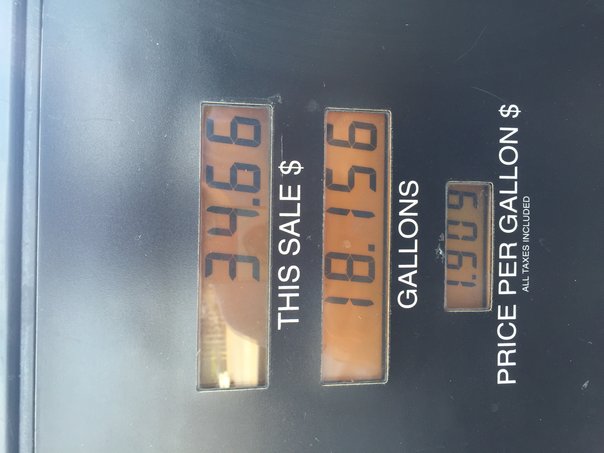 34.66
THIS SALE $
18.156
GALLONS
1.909
PRICE PER GALLON $
ALL TAXES INCLUDED